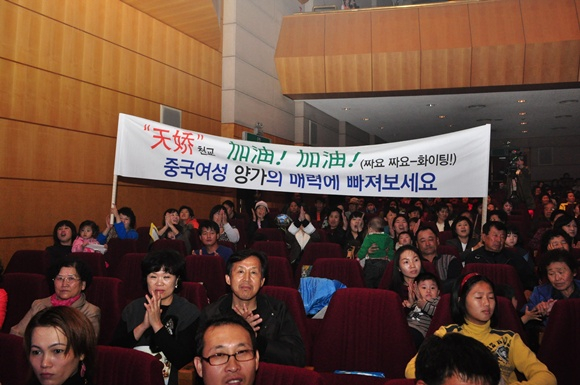 “天娇” 천교 加油! 加油! (짜요 짜요-화이팅!)
중국여성 양가의 매력에 빠져보세요